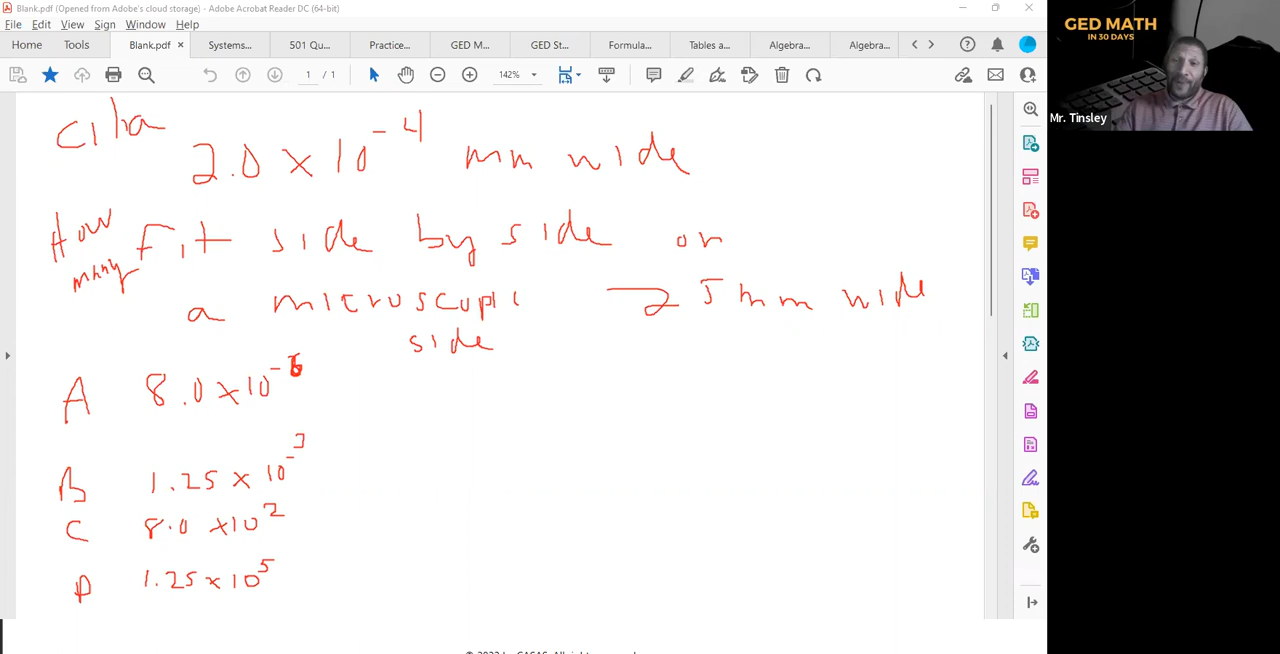 Blank.pdf (Opened from Adobe's cloud storage) - Adobe Acrobat Reader DC (64-bit)
File Edit View Sign Window Help
Home Tools Blank.pdf × Systems... 501 Qu... Practice... GED M... GED St... Formula... Tables a... Algebra... Algebra...
1 / 1 142%
GED MATH
IN 30 DAYS
Mr. Tinsley
Cilia
2.0 × 10⁻⁴ mm wide
How many Fit side by side on
a microscopic side → 25 mm wide
A 8.0 × 10⁻⁶
B 1.25 × 10⁻³
C 8.0 × 10²
D 1.25 × 10⁵